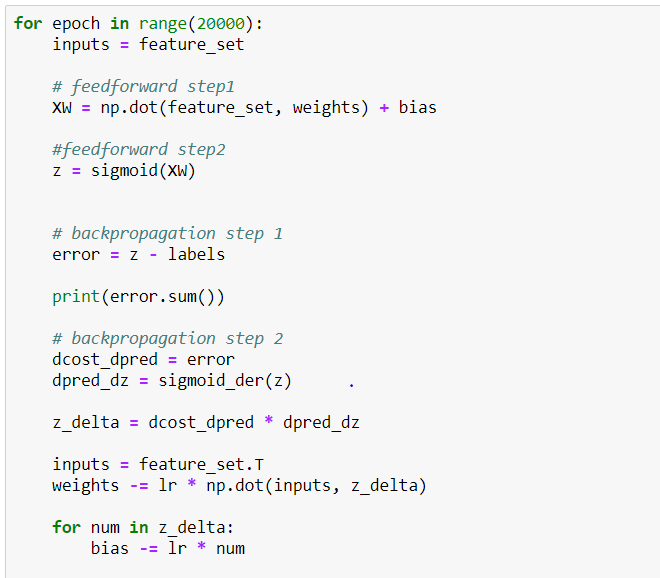 for epoch in range(20000):
    inputs = feature_set
    # feedforward step1
    XW = np.dot(feature_set, weights) + bias
    #feedforward step2
    z = sigmoid(XW)
    # backpropagation step 1
    error = z - labels
    print(error.sum())
    # backpropagation step 2
    dcost_dpred = error
    dpred_dz = sigmoid_der(z)      .
    z_delta = dcost_dpred * dpred_dz
    inputs = feature_set.T
    weights -= lr * np.dot(inputs, z_delta)
    for num in z_delta:
        bias -= lr * num